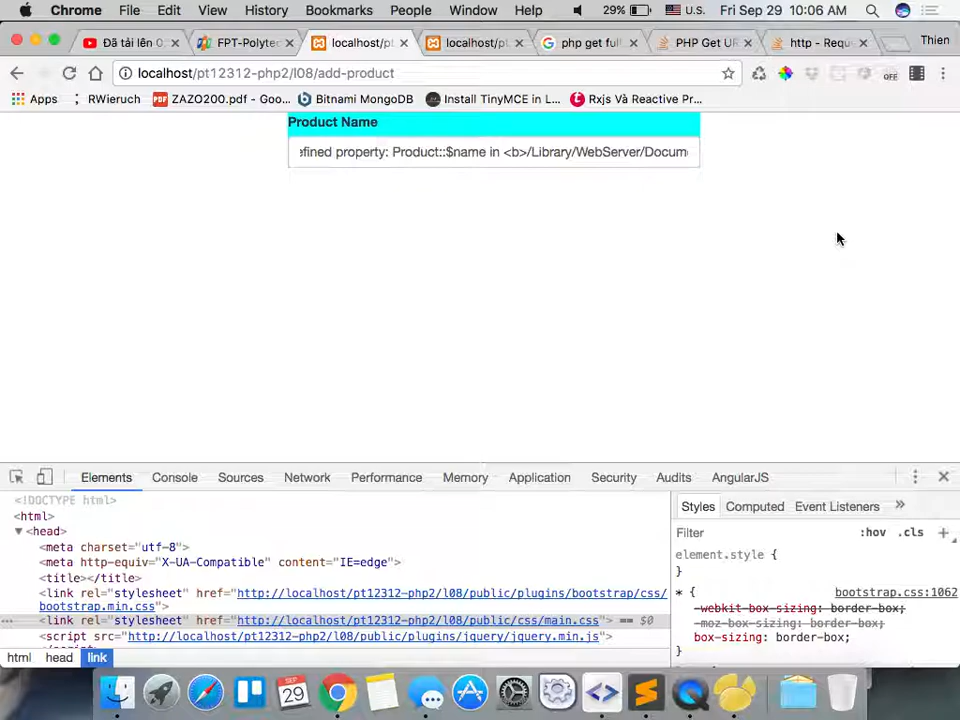 Chrome File Edit View History Bookmarks People Window Help 29% U.S. Fri Sep 29 10:06 AM
Đã tải lên 0 FPT-Polyte localhost/p localhost/p php get full PHP Get UR http - Requ Thien
localhost/pt12312-php2/l08/add-product
OFF
Apps RWieruch ZAZO200.pdf - Goo... Bitnami MongoDB Install TinyMCE in L... Rxjs Và Reactive Pr...
Product Name
efined property: Product::$name in <b>/Library/WebServer/Docum
Elements Console Sources Network Performance Memory Application Security Audits AngularJS
<!DOCTYPE html>
<html>
▼<head>
<meta charset="utf-8">
<meta http-equiv="X-UA-Compatible" content="IE=edge">
<title></title>
<link rel="stylesheet" href="http://localhost/pt12312-php2/l08/public/plugins/bootstrap/css/
bootstrap.min.css">
<link rel="stylesheet" href="http://localhost/pt12312-php2/l08/public/css/main.css"> == $0
<script src="http://localhost/pt12312-php2/l08/public/plugins/jquery/jquery.min.js">
html head link
Styles Computed Event Listeners »
Filter :hov .cls +
element.style {
}
* { bootstrap.css:1062
-webkit-box-sizing: border-box;
-moz-box-sizing: border-box;
box-sizing: border-box;
}
SEP
29